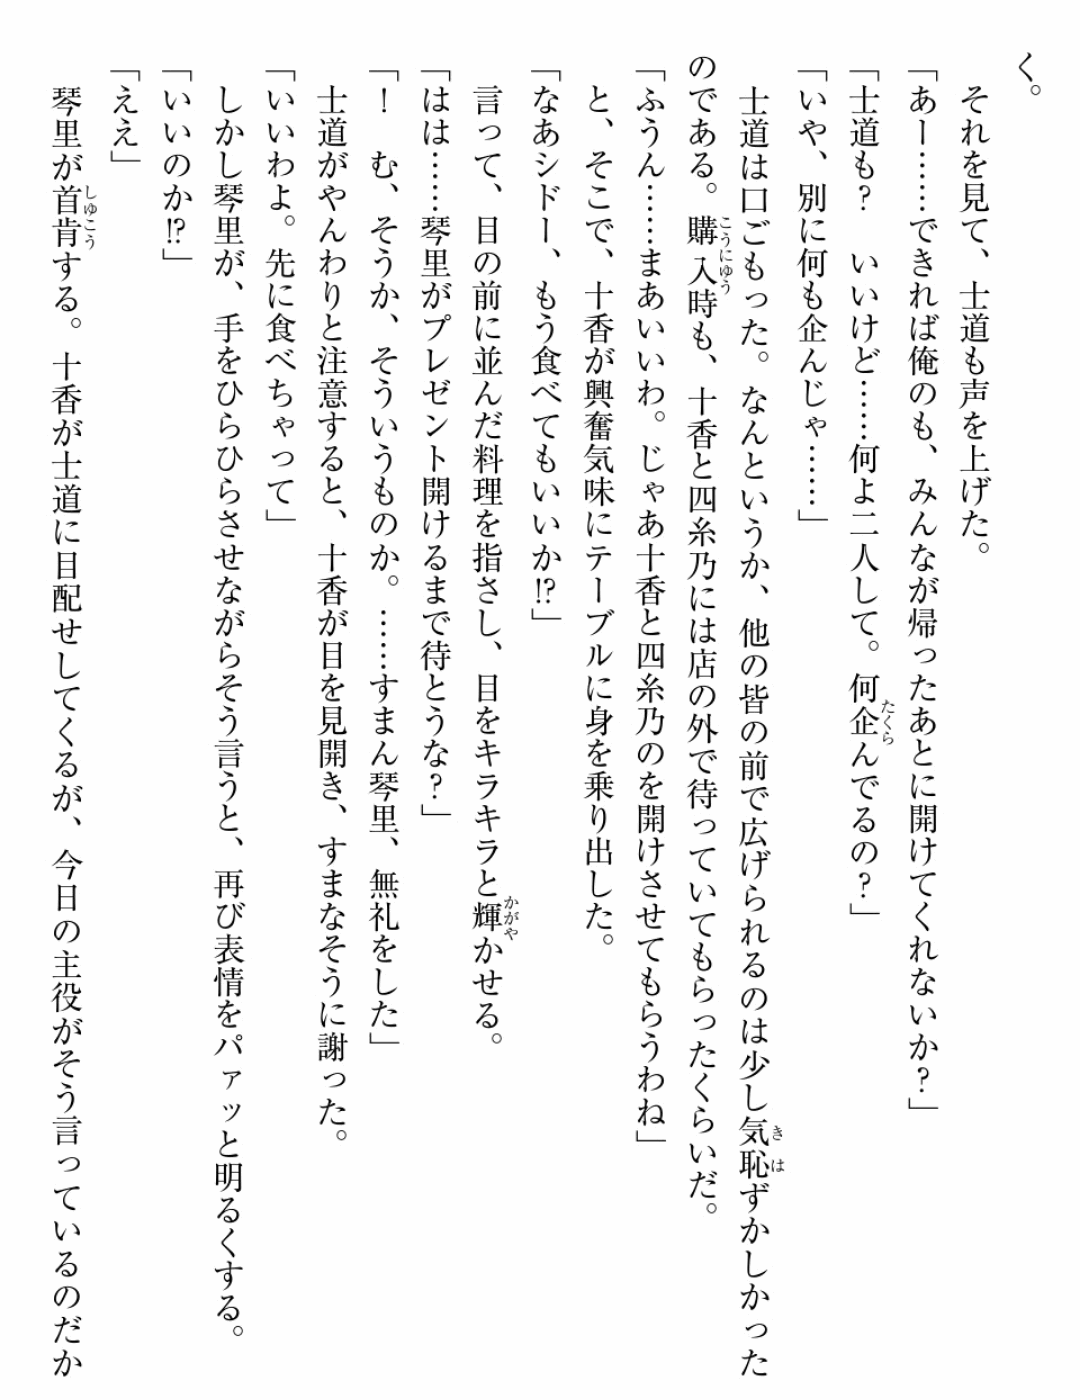 く。
　それを見て、士道も声を上げた。
「あー……できれば俺のも、みんなが帰ったあとに開けてくれないか？」
「士道も？　いいけど……何よ二人して。何企んでるの？」
「いや、別に何も企んじゃ……」
　士道は口ごもった。なんというか、他の皆の前で広げられるのは少し気恥ずかしかった
のである。購入時も、十香と四糸乃には店の外で待っていてもらったくらいだ。
「ふうん……まあいいわ。じゃあ十香と四糸乃のを開けさせてもらうわね」
　と、そこで、十香が興奮気味にテーブルに身を乗り出した。
「なあシドー、もう食べてもいいか!?」
　言って、目の前に並んだ料理を指さし、目をキラキラと輝かせる。
「はは……琴里がプレゼント開けるまで待とうな？」
「！　む、そうか、そういうものか。……すまん琴里、無礼をした」
　士道がやんわりと注意すると、十香が目を見開き、すまなそうに謝った。
「いいわよ。先に食べちゃって」
　しかし琴里が、手をひらひらさせながらそう言うと、再び表情をパァッと明るくする。
「いいのか!?」
「ええ」
　琴里が首肯する。十香が士道に目配せしてくるが、今日の主役がそう言っているのだか